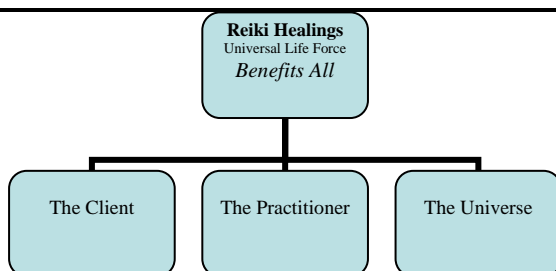 Reiki Healings
Universal Life Force
Benefits All
The Client
The Practitioner
The Universe